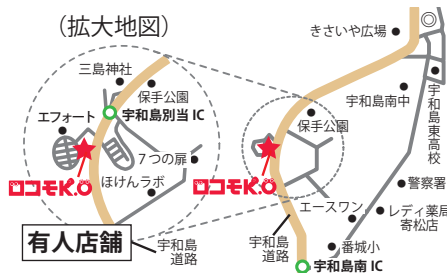 (拡大地図)
三島神社
保手公園
宇和島別当 IC
エフォート
7つの扉
ロコモK.O
ほけんラボ
有人店舗
宇和島
道路
きさいや広場
宇和島東高校
宇和島南中
保手公園
ロコモK.O
警察署
エースワン
レディ薬局
寄松店
宇和島
道路
番城小
宇和島南 IC